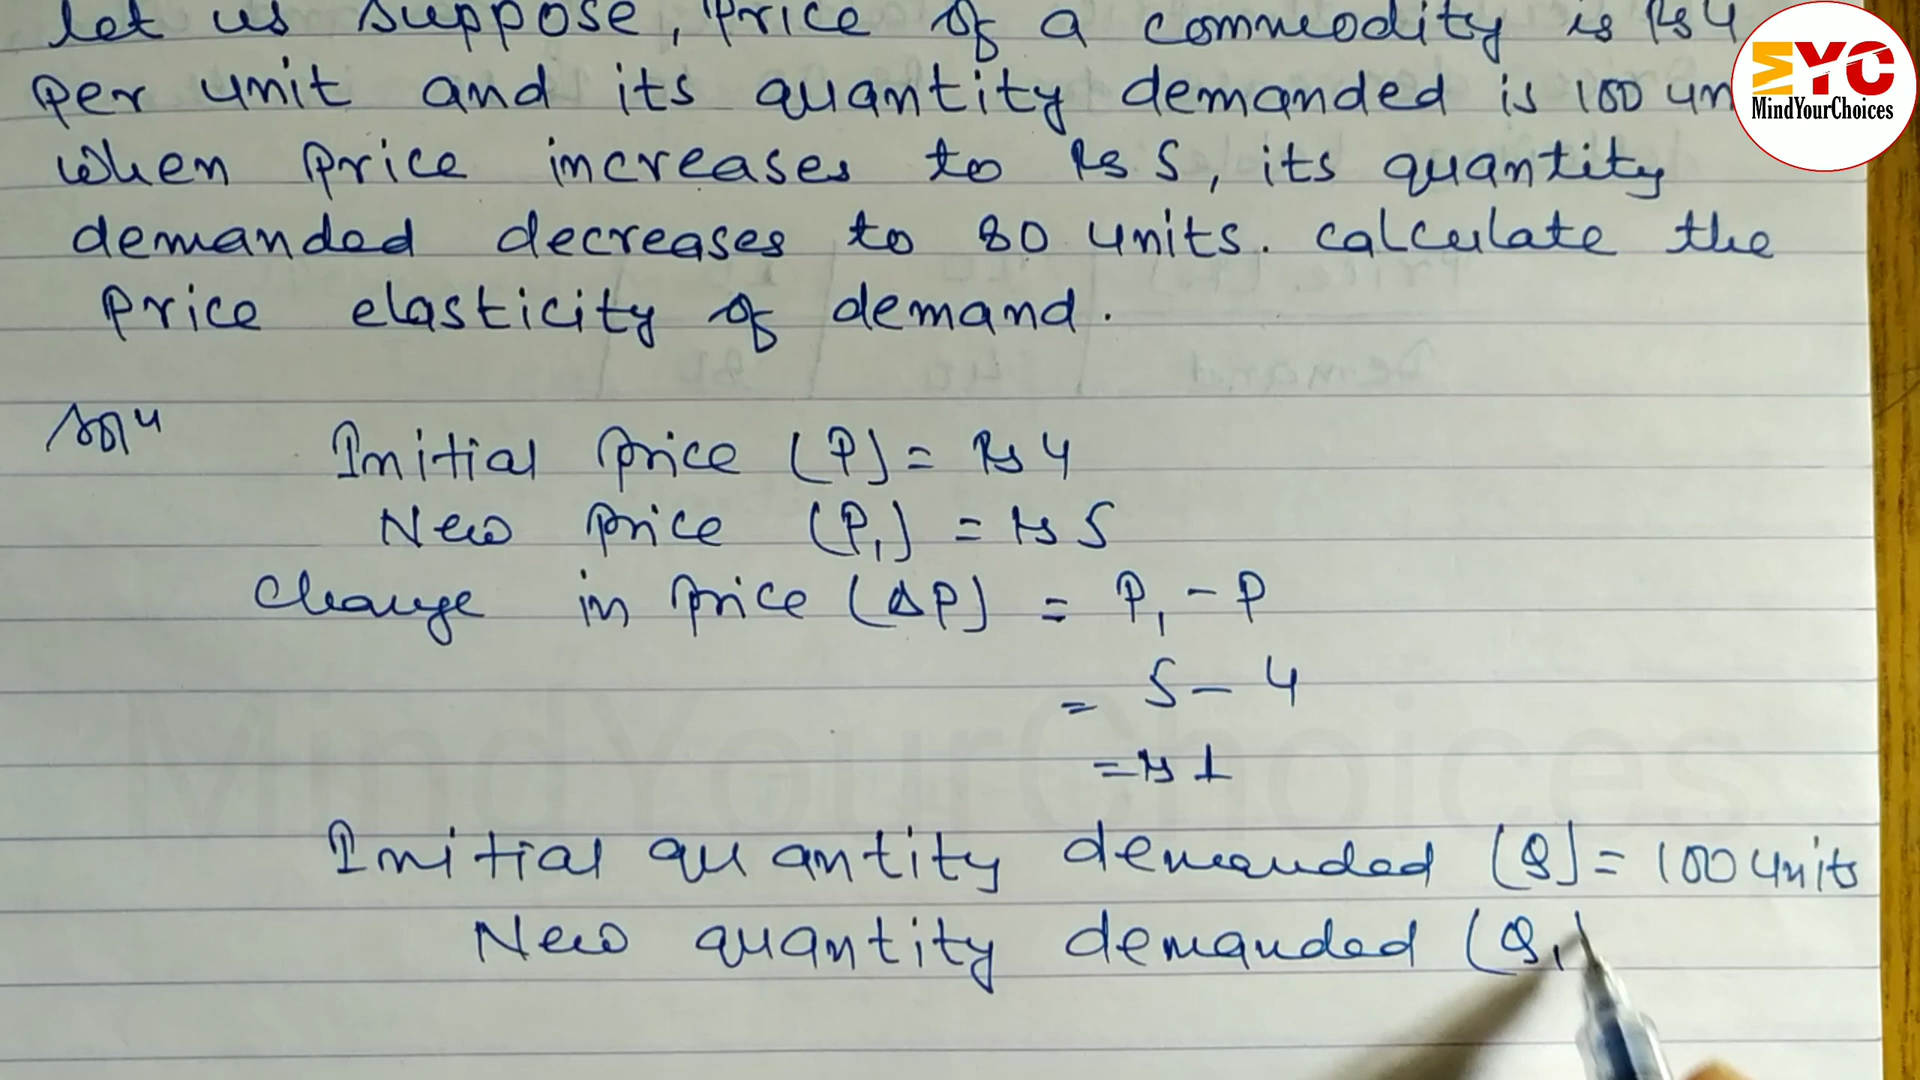 let us suppose, Price of a commodity is Rs 4
MYC
MindYourChoices
Per unit and its quantity demanded is 100 un
when Price increases to Rs 5, its quantity
demanded decreases to 80 units. calculate the
Price elasticity of demand.
Solⁿ
Initial Price (P) = Rs 4
New Price (P₁) = Rs 5
Change in Price (ΔP) = P₁ - P
= 5 - 4
= Rs 1
Initial quantity demanded (Q) = 100 units
New quantity demanded (Q₁)
MindYourChoices